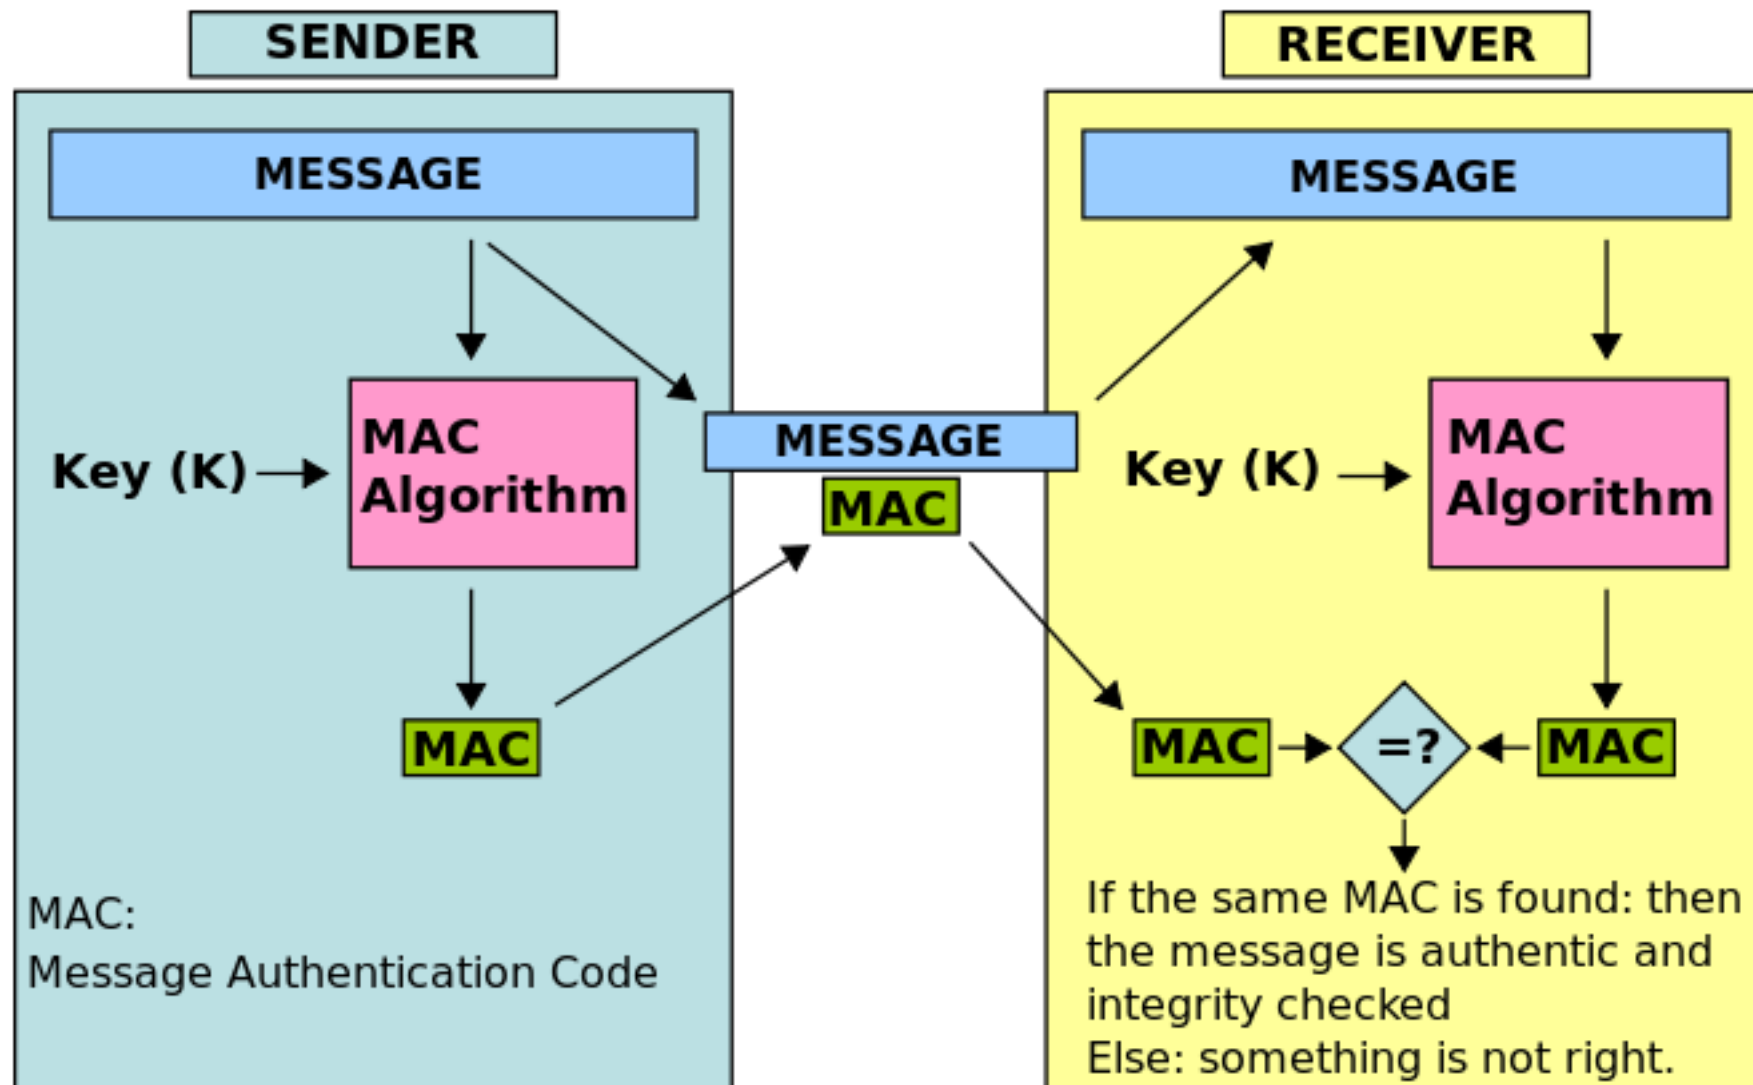 SENDER
MESSAGE
Key (K)
MAC
Algorithm
MAC
MAC:
Message Authentication Code
MESSAGE
MAC
RECEIVER
MESSAGE
Key (K)
MAC
Algorithm
MAC
=?
MAC
If the same MAC is found: then
the message is authentic and
integrity checked
Else: something is not right.